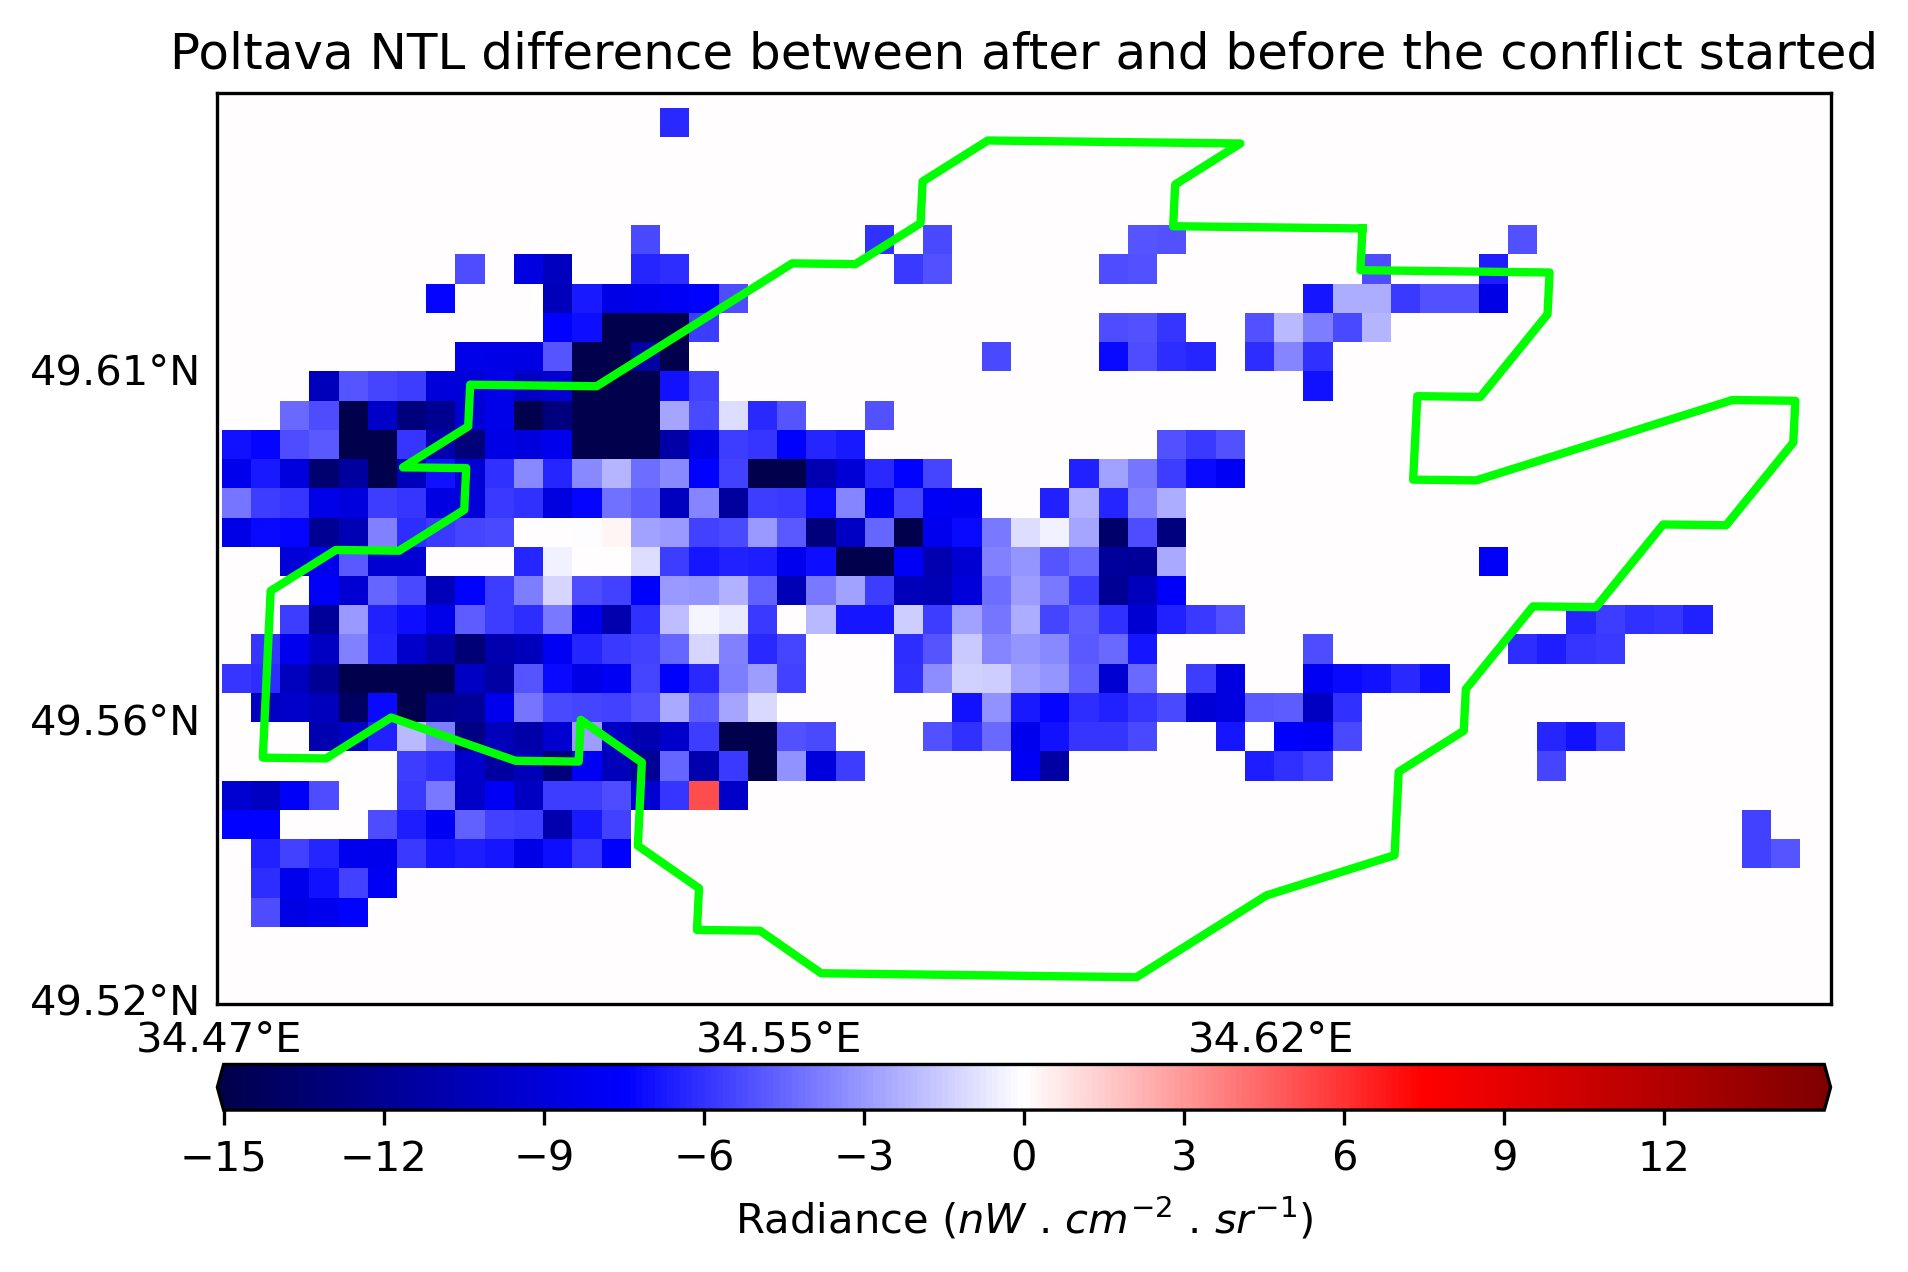 Poltava NTL difference between after and before the conflict started
49.61°N
49.56°N
49.52°N
34.47°E 34.55°E 34.62°E
−15 −12 −9 −6 −3 0 3 6 9 12
Radiance (nW . cm⁻² . sr⁻¹)